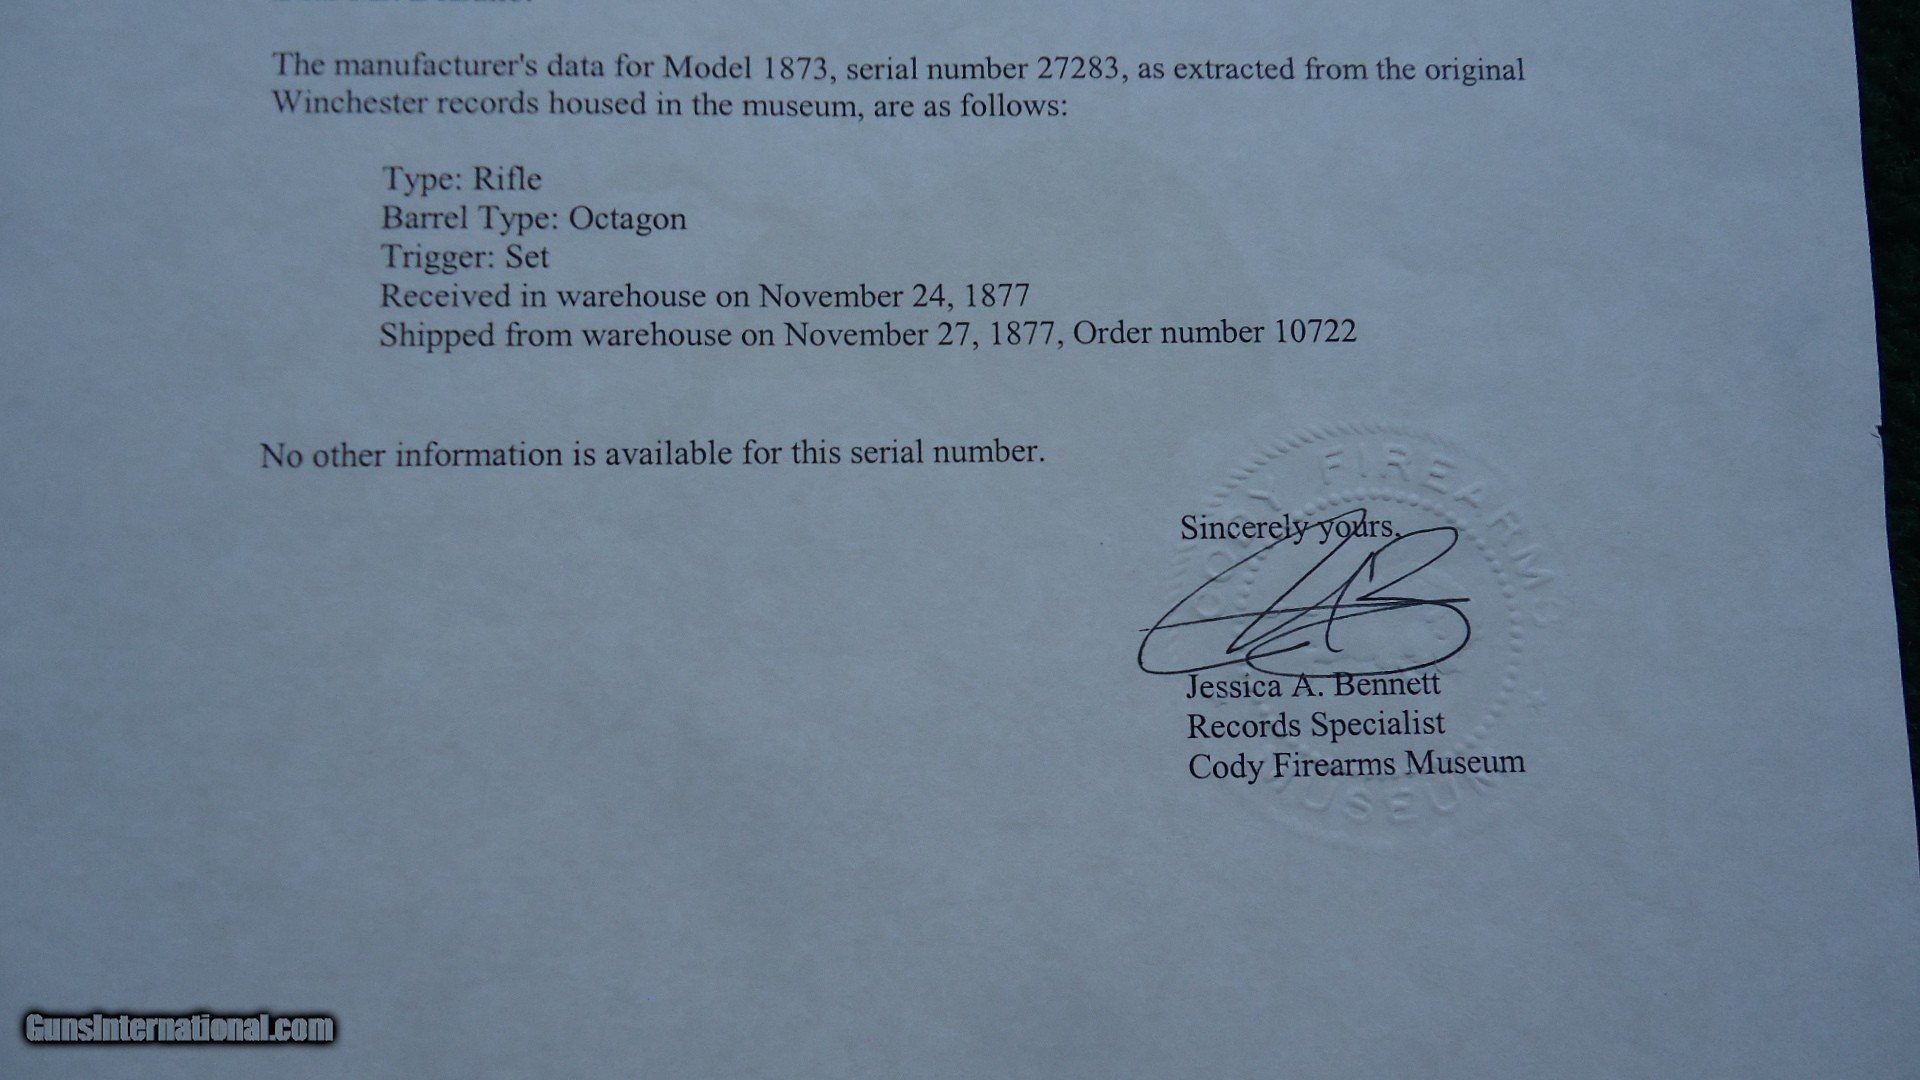 The manufacturer's data for Model 1873, serial number 27283, as extracted from the original
Winchester records housed in the museum, are as follows:
Type: Rifle
Barrel Type: Octagon
Trigger: Set
Received in warehouse on November 24, 1877
Shipped from warehouse on November 27, 1877, Order number 10722
No other information is available for this serial number.
Sincerely yours,
Jessica A. Bennett
Records Specialist
Cody Firearms Museum
CODY FIREARMS
MUSEUM
GunsInternational.com